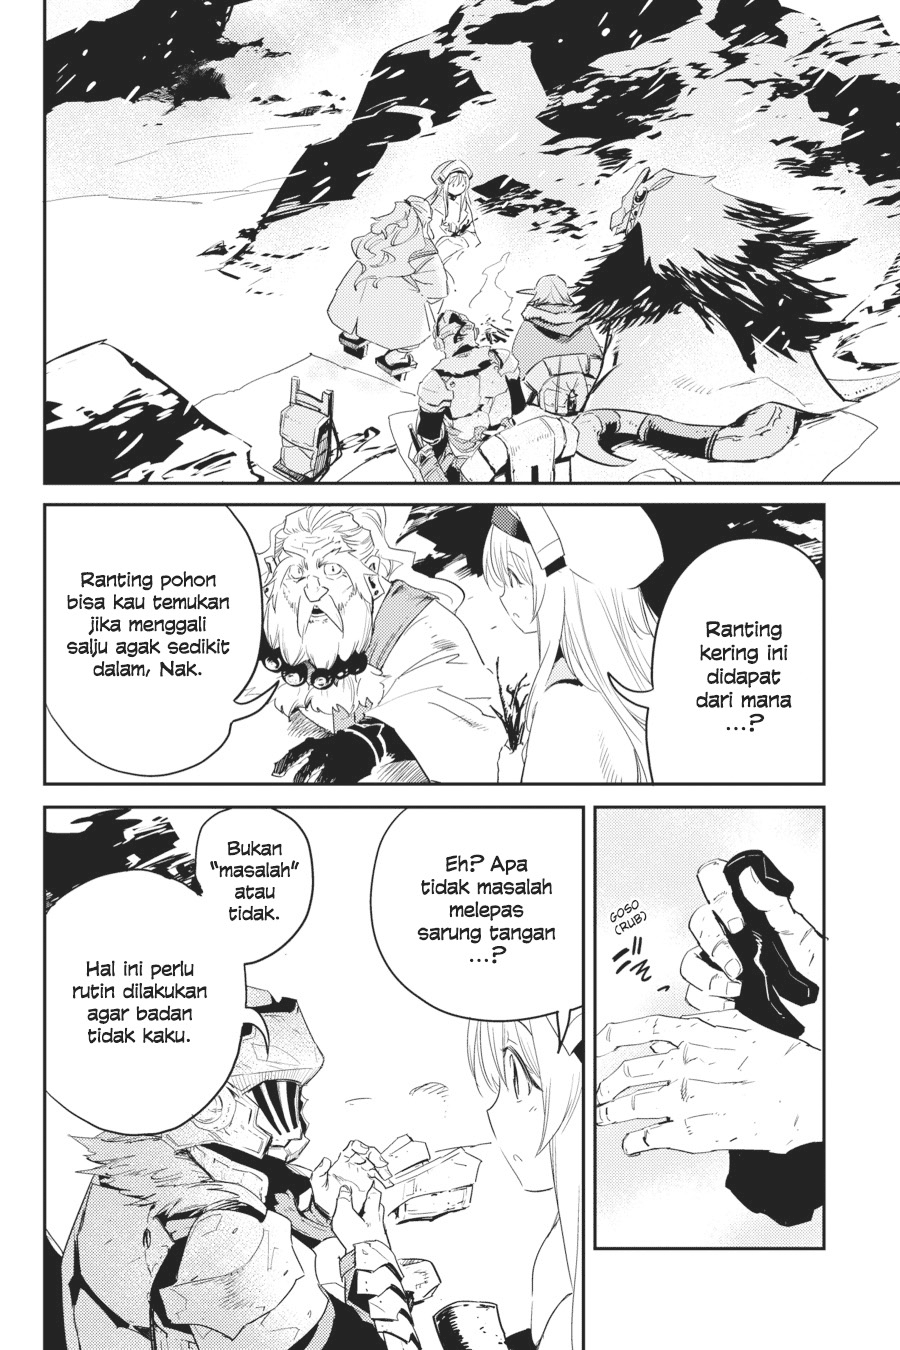 Ranting
kering ini
didapat
dari mana
...?
Ranting pohon
bisa kau temukan
jika menggali
salju agak sedikit
dalam, Nak.
GOSO
(RUB)
Eh? Apa
tidak masalah
melepas
sarung tangan
...?
Bukan
"masalah"
atau
tidak.
Hal ini perlu
rutin dilakukan
agar badan
tidak kaku.